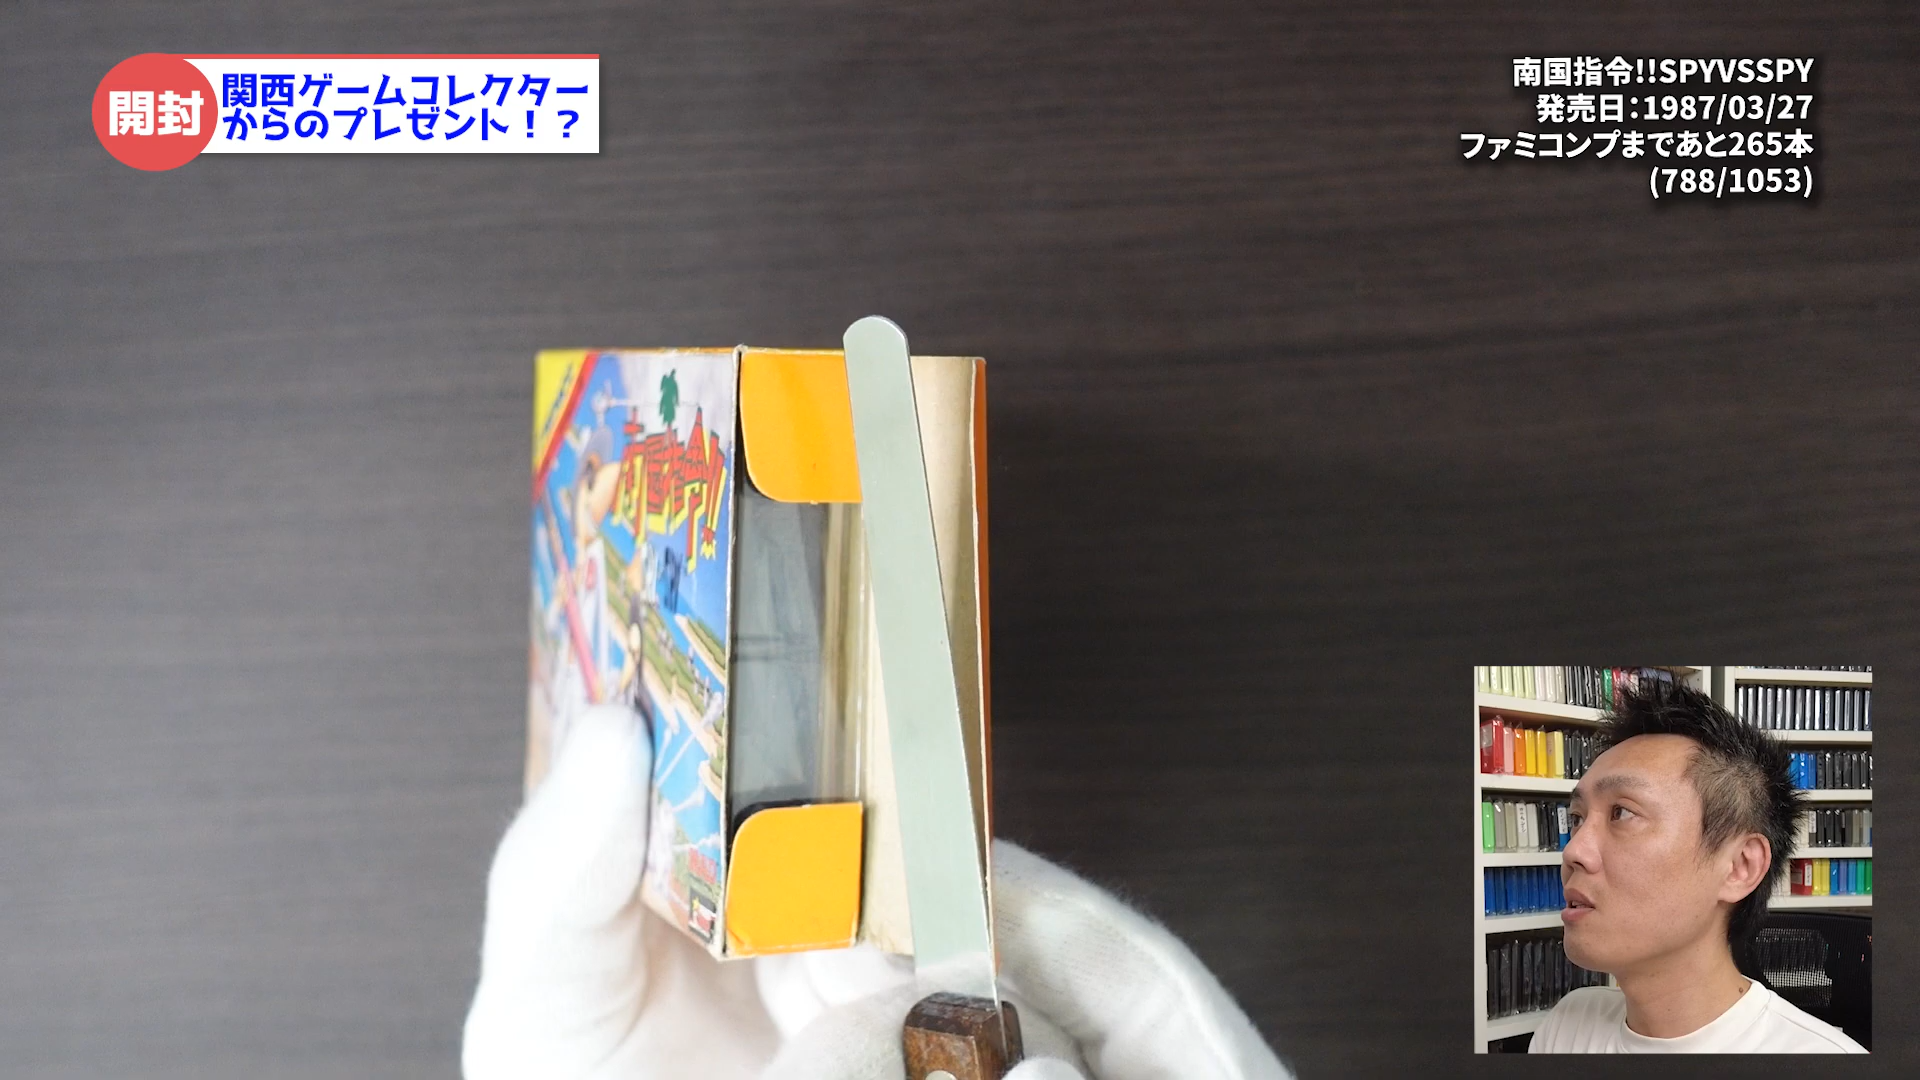 開封
関西ゲームコレクター
からのプレゼント!?
南国指令!!SPYVSSPY
発売日:1987/03/27
ファミコンプまであと265本
(788/1053)
南国指令!!